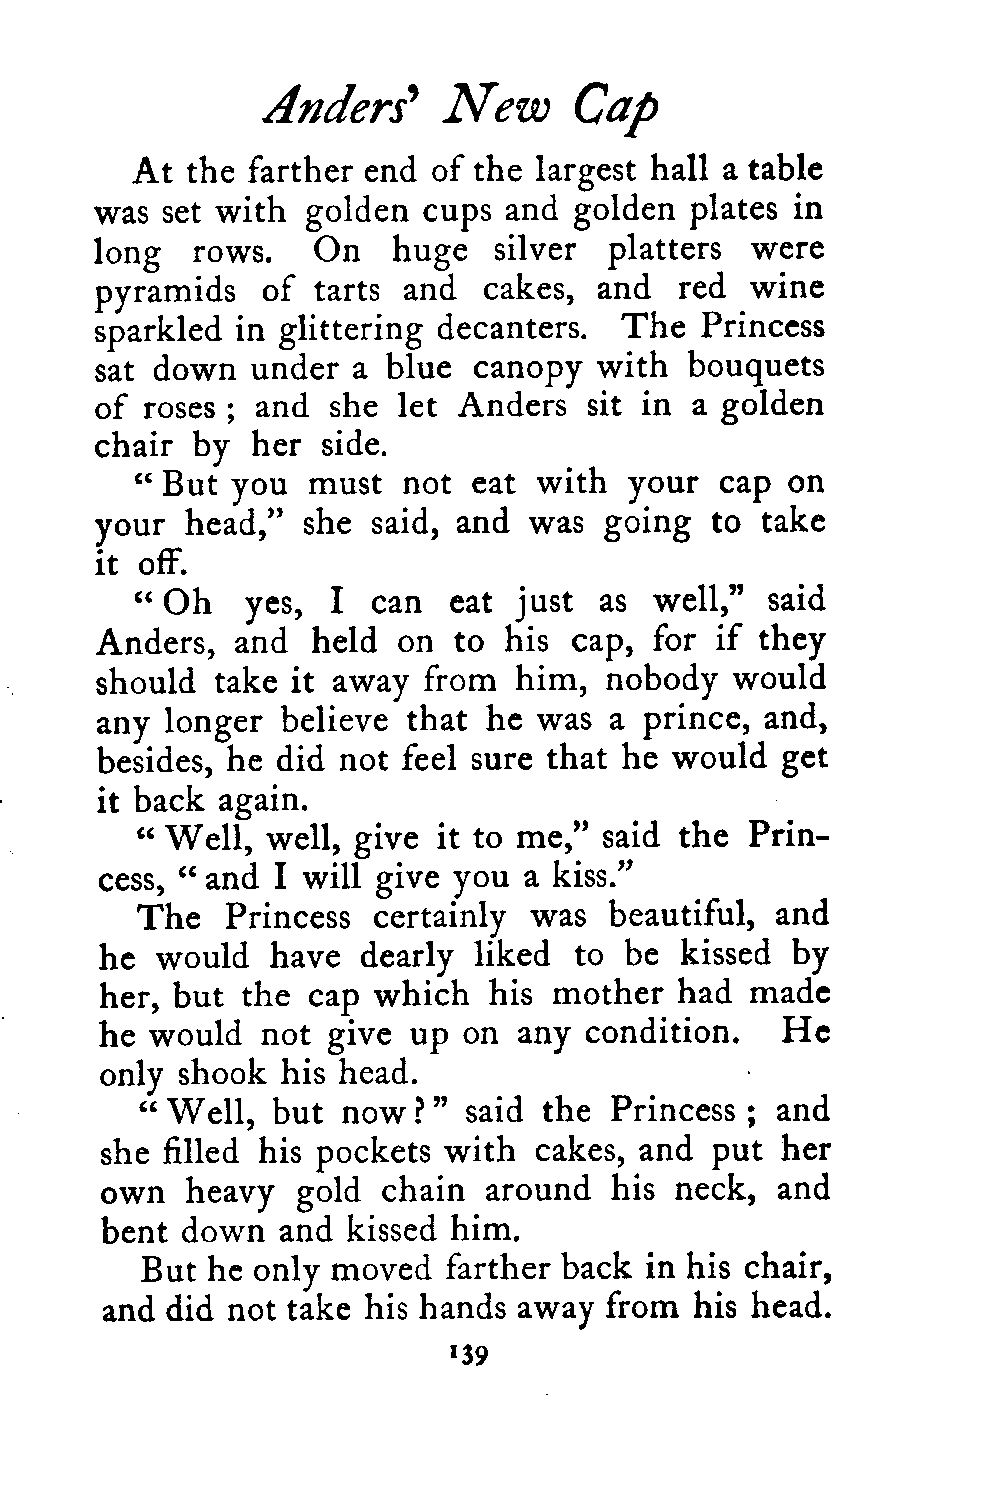 Anders' New Cap
At the farther end of the largest hall a table
was set with golden cups and golden plates in
long rows. On huge silver platters were
pyramids of tarts and cakes, and red wine
sparkled in glittering decanters. The Princess
sat down under a blue canopy with bouquets
of roses ; and she let Anders sit in a golden
chair by her side.
“ But you must not eat with your cap on
your head,” she said, and was going to take
it off.
“ Oh yes, I can eat just as well,” said
Anders, and held on to his cap, for if they
should take it away from him, nobody would
any longer believe that he was a prince, and,
besides, he did not feel sure that he would get
it back again.
“ Well, well, give it to me,” said the Prin-
cess, “ and I will give you a kiss.”
The Princess certainly was beautiful, and
he would have dearly liked to be kissed by
her, but the cap which his mother had made
he would not give up on any condition. He
only shook his head.
“ Well, but now ? ” said the Princess ; and
she filled his pockets with cakes, and put her
own heavy gold chain around his neck, and
bent down and kissed him.
But he only moved farther back in his chair,
and did not take his hands away from his head.
139